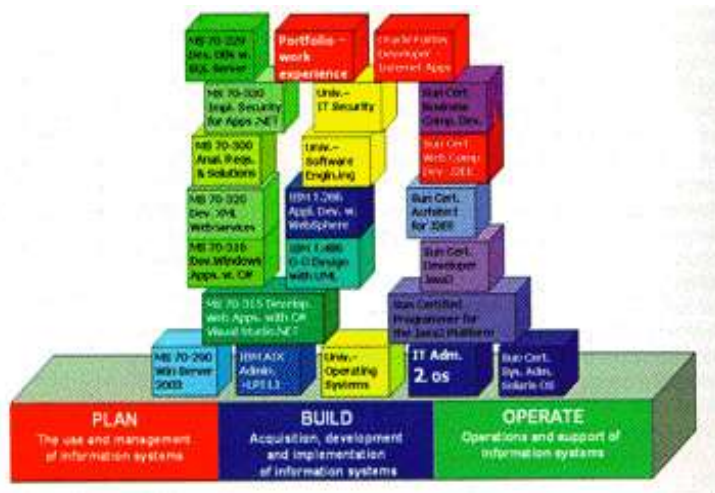 MS 70-229
Dev. DBs w.
SQL Server
Portfolio –
work
experience
Oracle
Developer
Internet Apps
MS 70-330
Impl. Security
for Apps .NET
Univ.–
IT Security
Sun Cert.
Business
Comp. Dev.
MS 70-300
Anal. Reqs.
& Solutions
Univ.–
Software
Engin.ing
Sun Cert
Web Comp
Dev. J2EE
MS 70-320
Dev. XML
Webservices
IBM 1.266
Appl. Dev. w.
WebSphere
Sun Cert.
Architect
for J2EE
MS 70-316
Dev.Windows
Apps. w. C#
IBM 1.486
O-O Design
with UML
Sun Cert.
Developer
Java2
MS 70-315 Develop.
Web Apps. with C#
Visual Studio.NET
Sun Certified
Programmer for
the Java2 Platform
MS 70-290
Win Server
2003
IBM AIX
Admin.
+LPI 1
Univ.–
Operating
Systems
IT Adm.
2. OS
Sun Cert.
Sys. Adm.
Solaris OS
PLAN
The use and management
of information systems
BUILD
Acquisition, development
and implementation
of information systems
OPERATE
Operations and support of
information systems